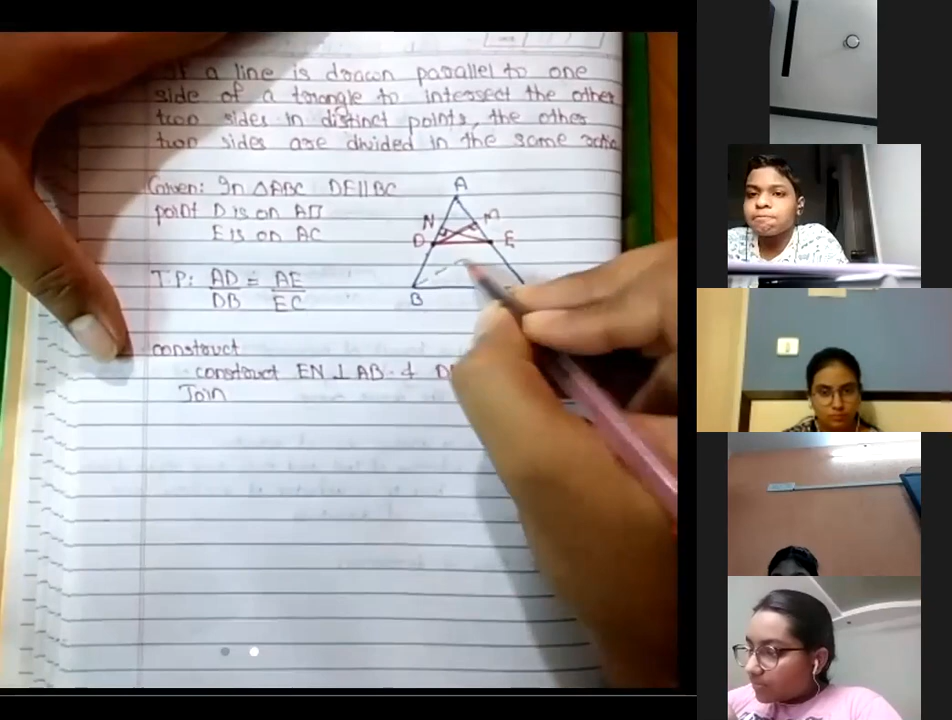 a line is drawn parallel to one
side of a triangle to intersect the other
two sides in distinct points, the other
two sides are divided in the same ratio
Given: In △ABC DE||BC
point D is on AB
E is on AC
T.P: AD/DB = AE/EC
construct
construct EN ⊥ AB &
Join
A
N M
D E
B